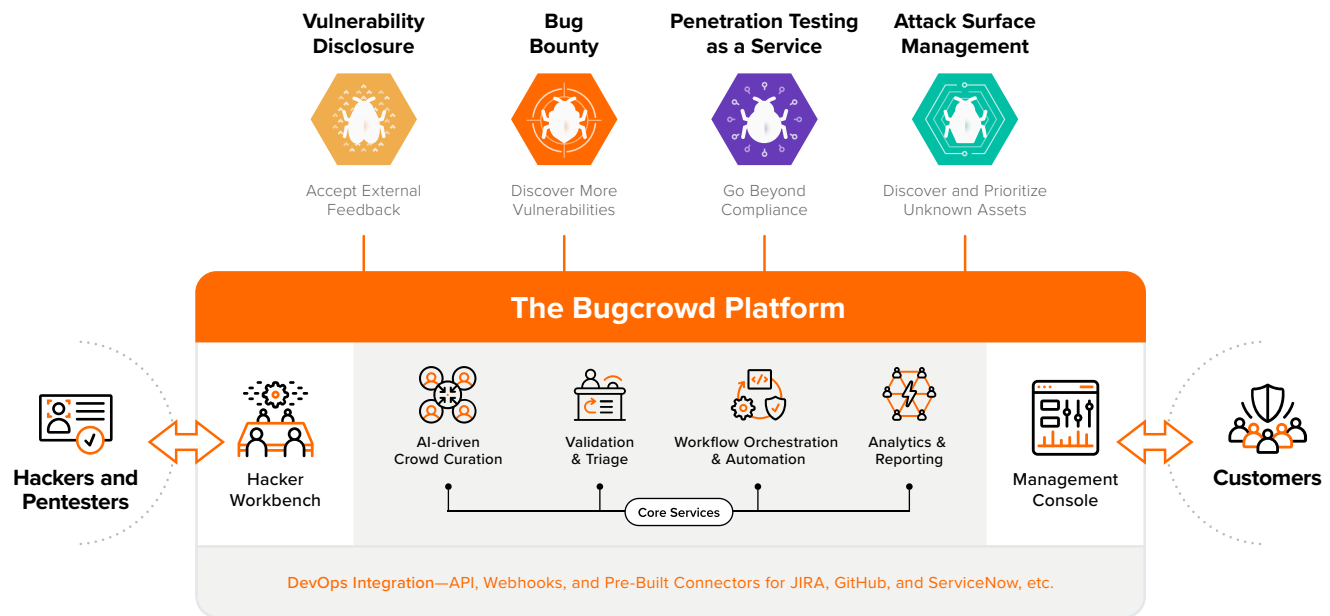 Vulnerability
Disclosure
Bug
Bounty
Penetration Testing
as a Service
Attack Surface
Management
Accept External
Feedback
Discover More
Vulnerabilities
Go Beyond
Compliance
Discover and Prioritize
Unknown Assets
The Bugcrowd Platform
Hackers and
Pentesters
Hacker
Workbench
AI-driven
Crowd Curation
Validation
& Triage
</>
Workflow Orchestration
& Automation
Analytics &
Reporting
Core Services
Management
Console
Customers
DevOps Integration—API, Webhooks, and Pre-Built Connectors for JIRA, GitHub, and ServiceNow, etc.